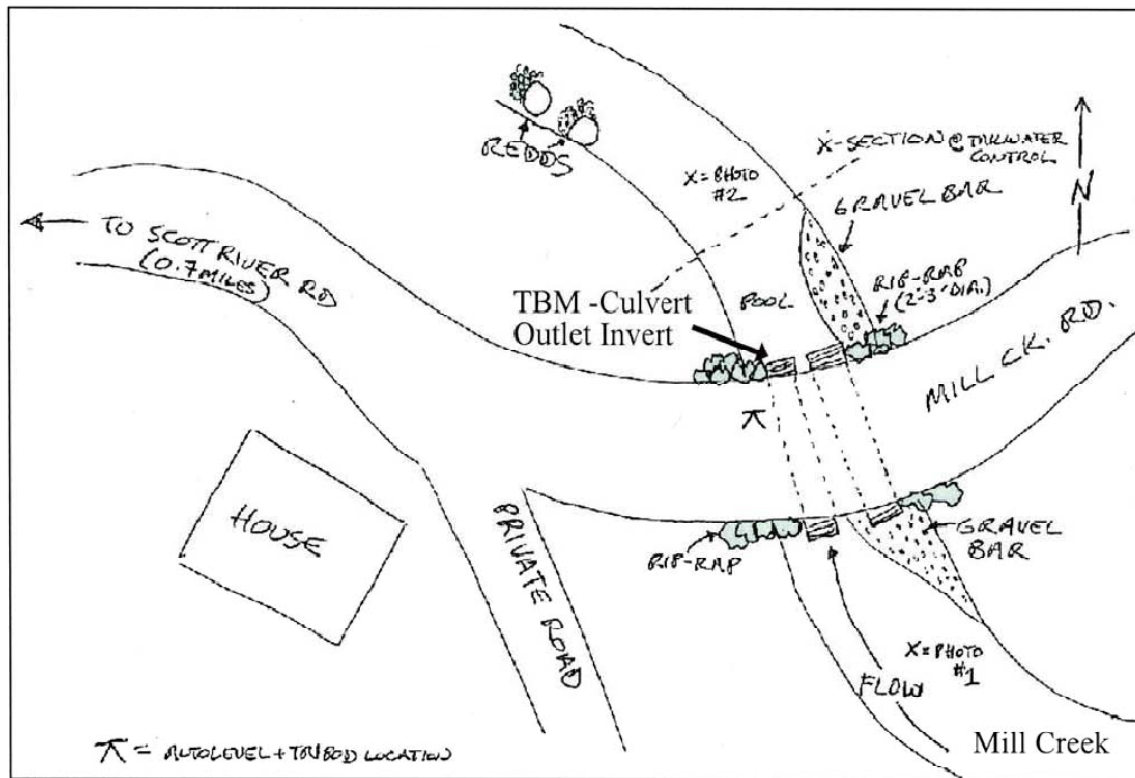 REDDS
X-SECTION @ TAILWATER
CONTROL
X = PHOTO
#2
GRAVEL BAR
N
TO SCOTT RIVER RD
(0.7 MILES)
RIP-RAP
(2'-3' DIA.)
POOL
TBM -Culvert
Outlet Invert
MILL CK. RD.
HOUSE
PRIVATE ROAD
RIP-RAP
GRAVEL
BAR
X = PHOTO
#1
FLOW
Mill Creek
= AUTOLEVEL + TRIPOD LOCATION